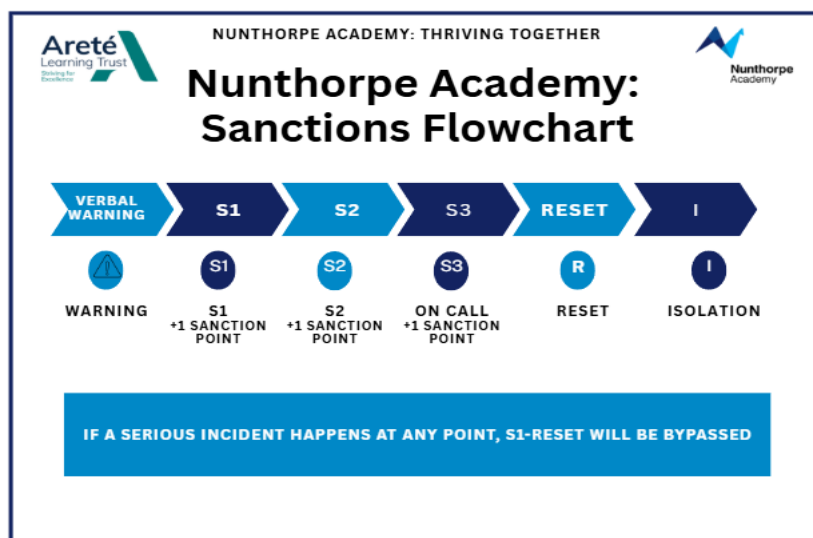 Areté
Learning Trust
Striving for
Excellence
NUNTHORPE ACADEMY: THRIVING TOGETHER
Nunthorpe
Academy
Nunthorpe Academy:
Sanctions Flowchart
VERBAL
WARNING
S1
S2
S3
RESET
I
S1
S2
S3
R
I
WARNING
S1
+1 SANCTION
POINT
S2
+1 SANCTION
POINT
ON CALL
+1 SANCTION
POINT
RESET
ISOLATION
IF A SERIOUS INCIDENT HAPPENS AT ANY POINT, S1-RESET WILL BE BYPASSED